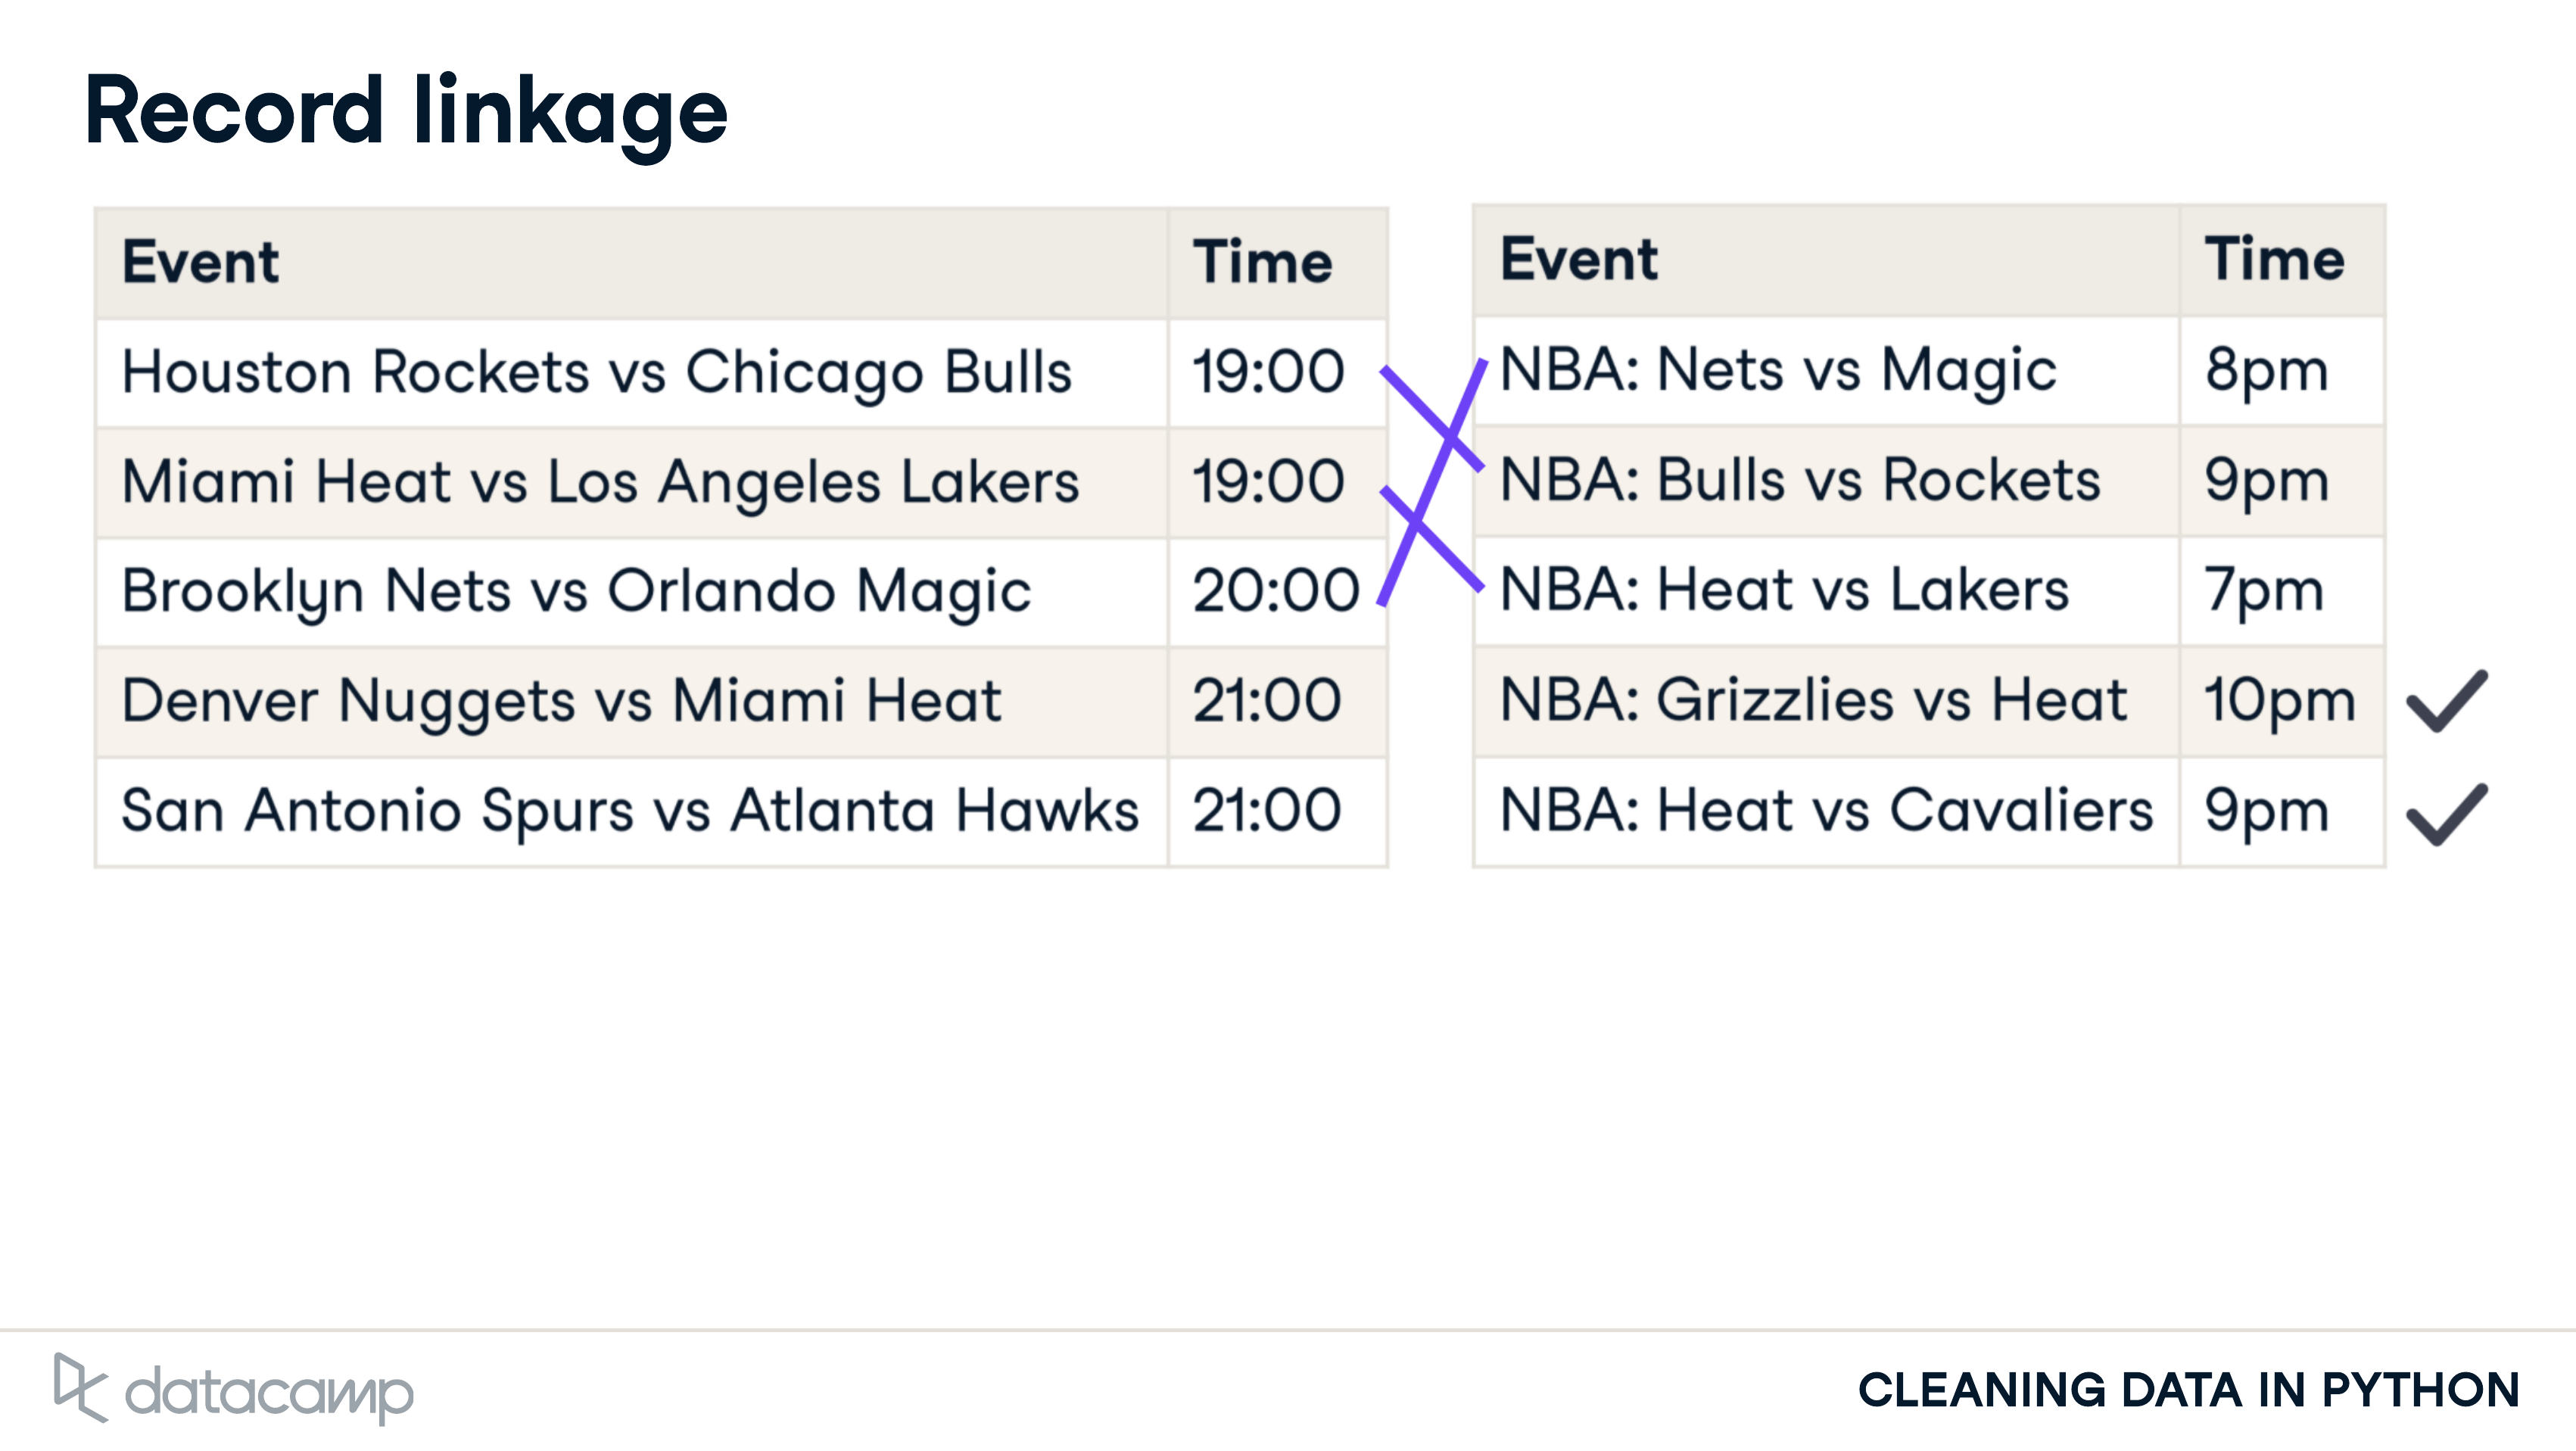 Record linkage
Event Time
Houston Rockets vs Chicago Bulls 19:00
Miami Heat vs Los Angeles Lakers 19:00
Brooklyn Nets vs Orlando Magic 20:00
Denver Nuggets vs Miami Heat 21:00
San Antonio Spurs vs Atlanta Hawks 21:00
Event Time
NBA: Nets vs Magic 8pm
NBA: Bulls vs Rockets 9pm
NBA: Heat vs Lakers 7pm
NBA: Grizzlies vs Heat 10pm
NBA: Heat vs Cavaliers 9pm
datacamp
CLEANING DATA IN PYTHON